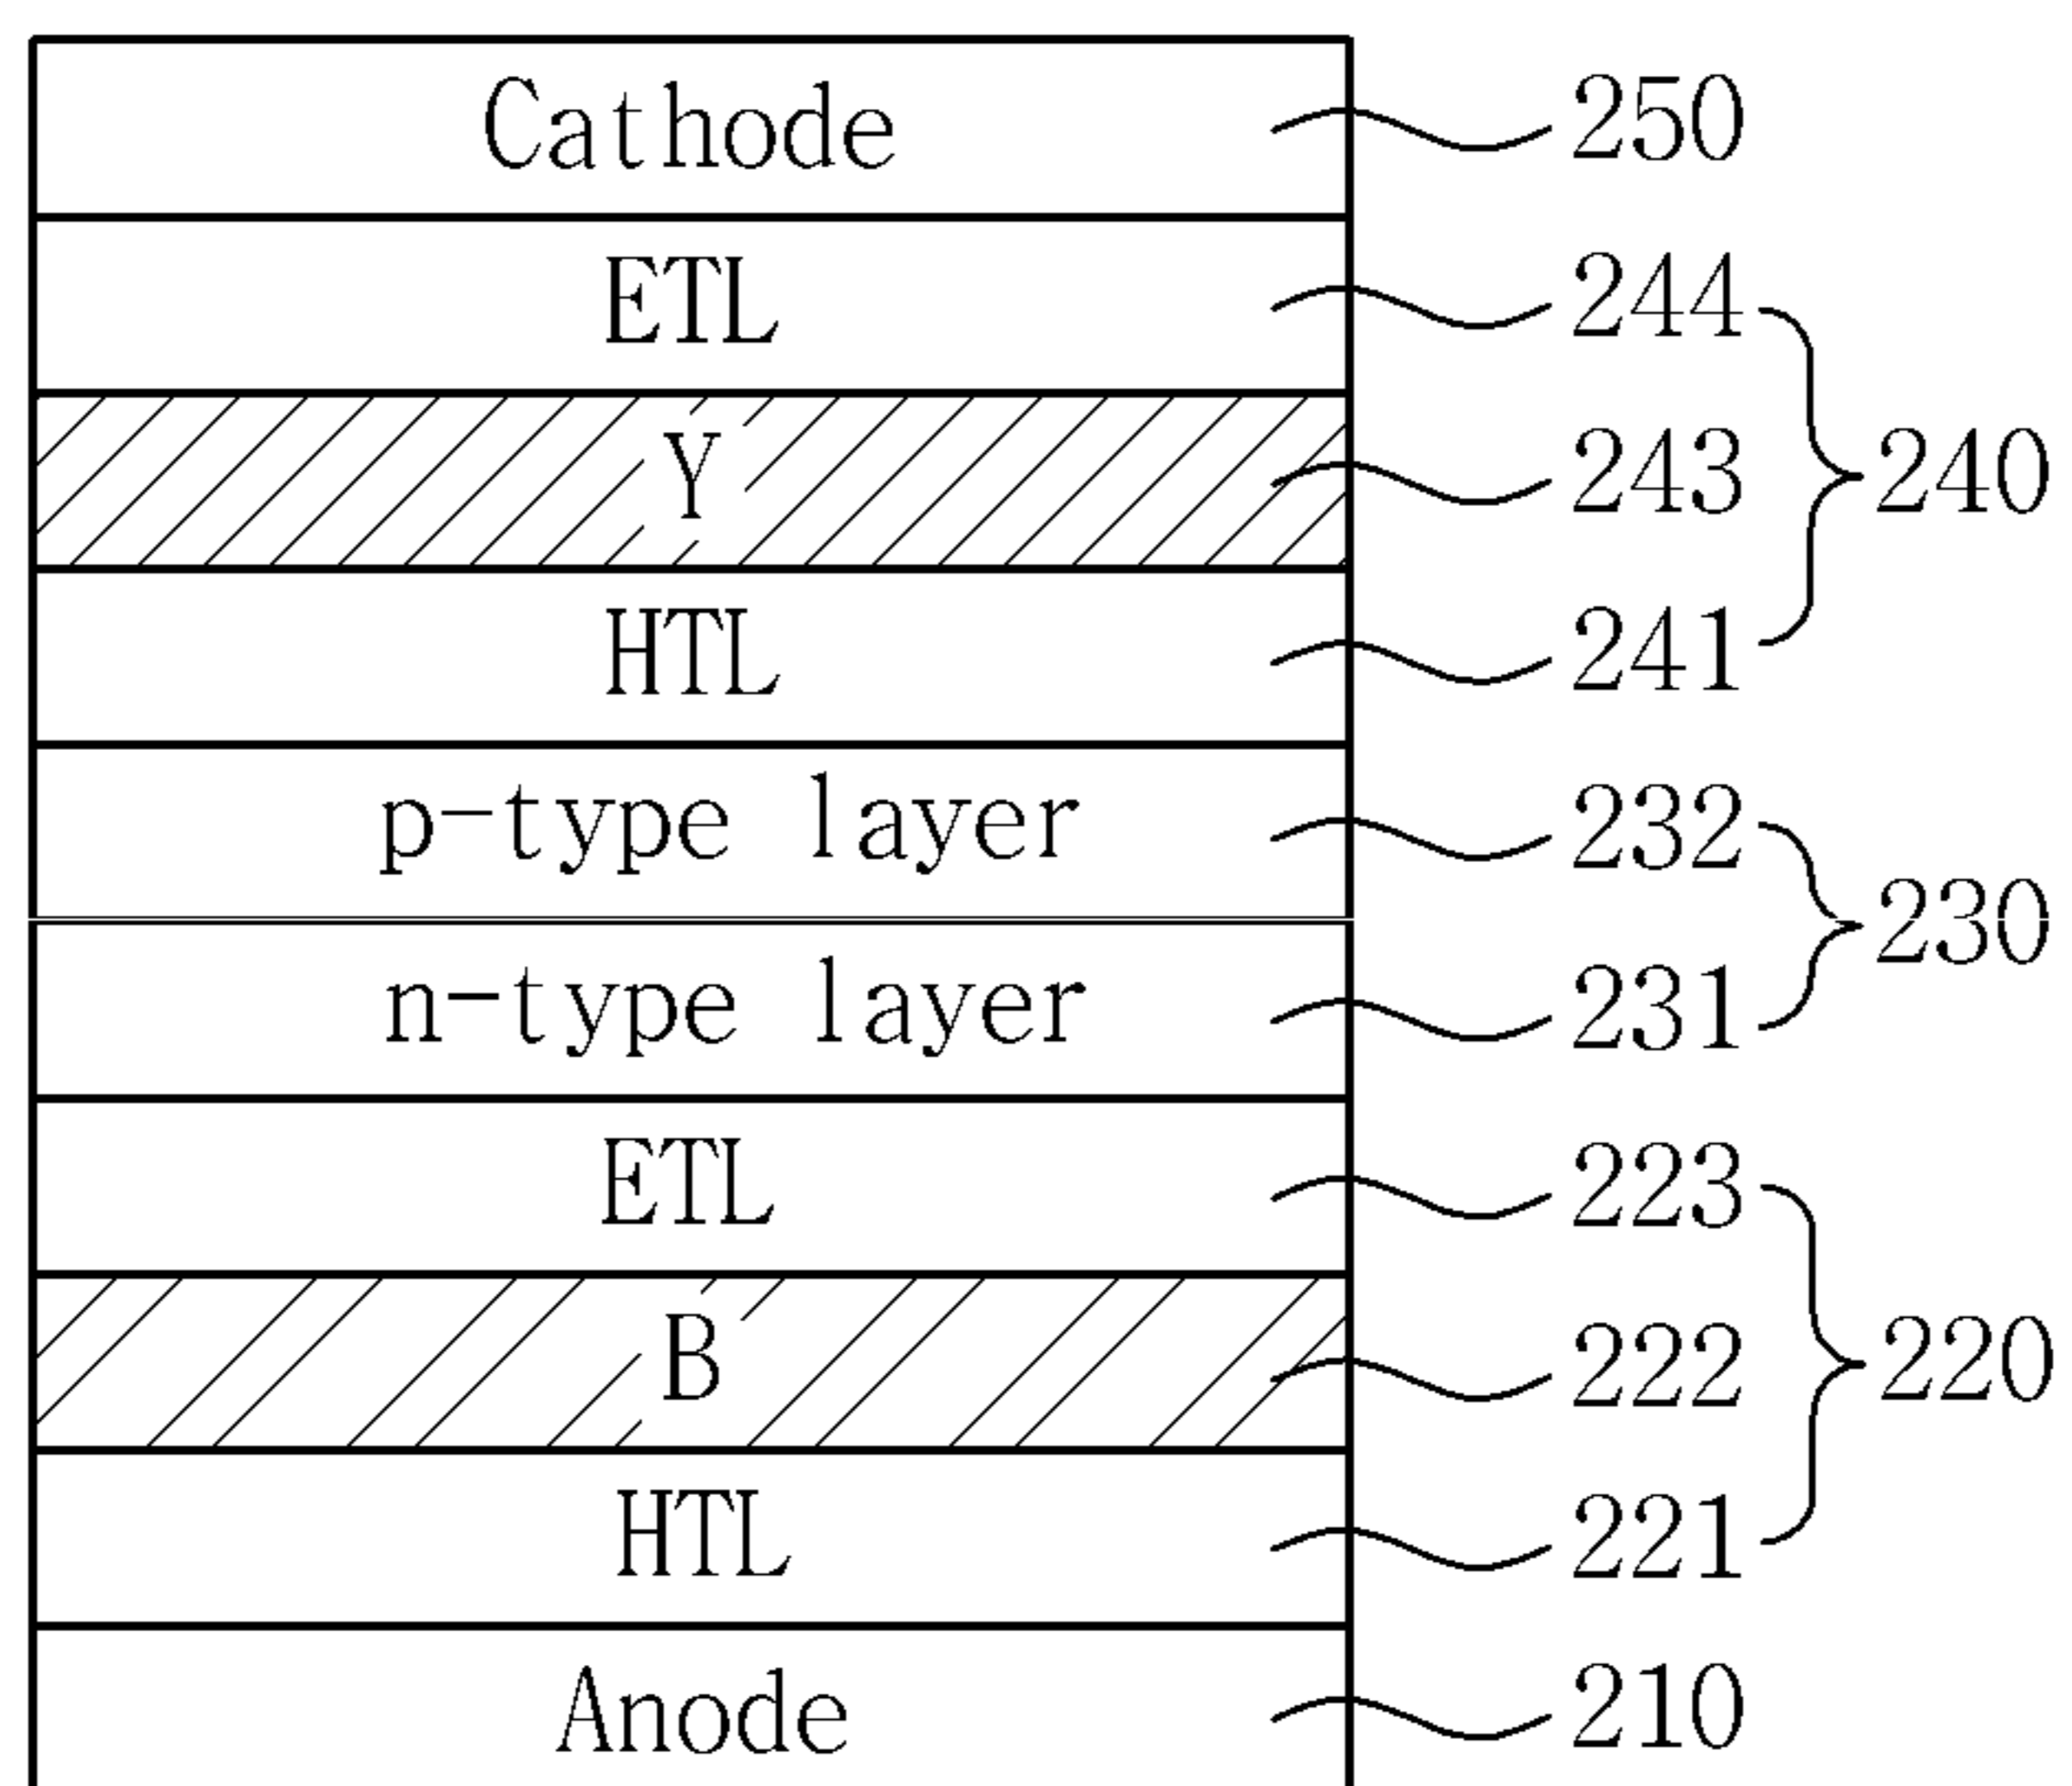 Cathode 250
ETL 244
Y 243 240
HTL 241
p-type layer 232
230
n-type layer 231
ETL 223
B 222 220
HTL 221
Anode 210